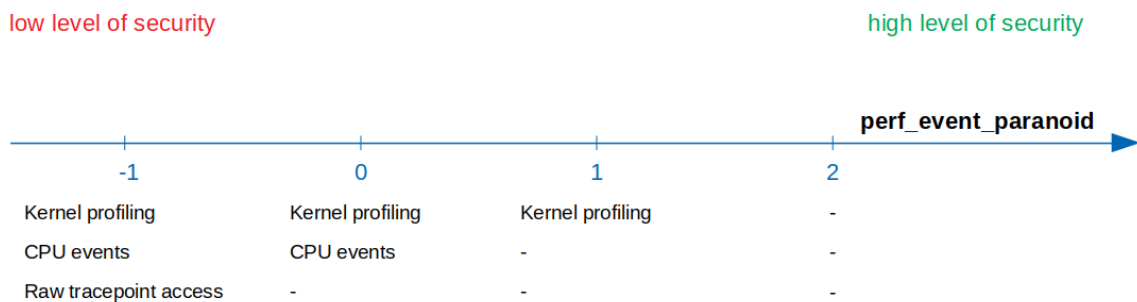 low level of security high level of security
perf_event_paranoid
-1 0 1 2
Kernel profiling Kernel profiling Kernel profiling -
CPU events CPU events - -
Raw tracepoint access - - -